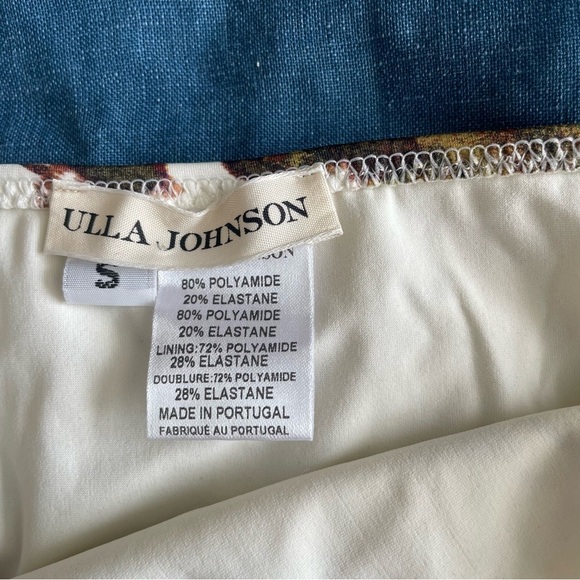 ULLA JOHNSON
S
80% POLYAMIDE
20% ELASTANE
80% POLYAMIDE
20% ELASTANE
LINING:72% POLYAMIDE
28% ELASTANE
DOUBLURE:72% POLYAMIDE
28% ELASTANE
MADE IN PORTUGAL
FABRIQUÉ AU PORTUGAL